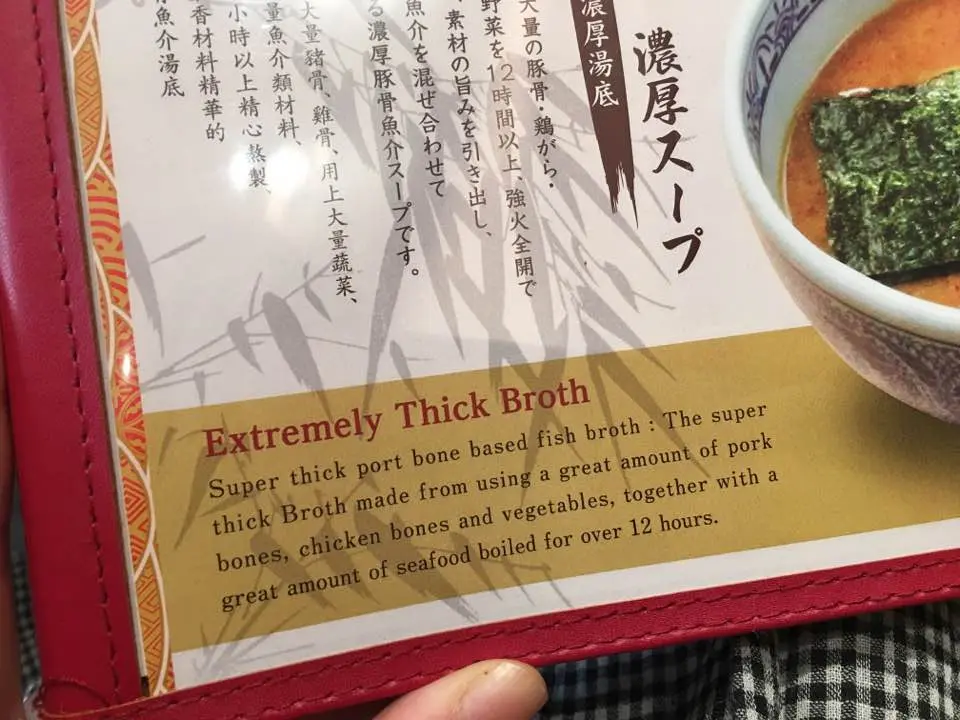 濃厚スープ
濃厚湯底
大量の豚骨・鶏がら・
野菜を12時間以上、強火全開で
素材の旨みを引き出し、
魚介を混ぜ合わせて
る濃厚豚骨魚介スープです。
大量豬骨、雞骨、用上大量蔬菜、
量魚介類材料、
小時以上精心熬製、
香材料精華的
魚介湯底
Extremely Thick Broth
Super thick port bone based fish broth : The super
thick Broth made from using a great amount of pork
bones, chicken bones and vegetables, together with a
great amount of seafood boiled for over 12 hours.